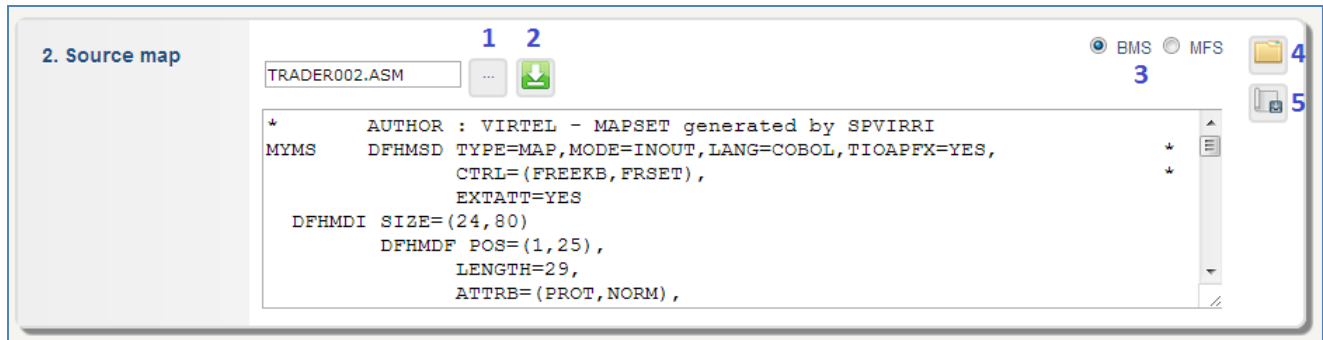 2. Source map
1 2
BMS MFS
3
4
5
TRADER002.ASM ...
* AUTHOR : VIRTEL - MAPSET generated by SPVIRRI
MYMS DFHMSD TYPE=MAP,MODE=INOUT,LANG=COBOL,TIOAPFX=YES, *
CTRL=(FREEKB,FRSET), *
EXTATT=YES
DFHMDI SIZE=(24,80)
DFHMDF POS=(1,25),
LENGTH=29,
ATTRB=(PROT,NORM),